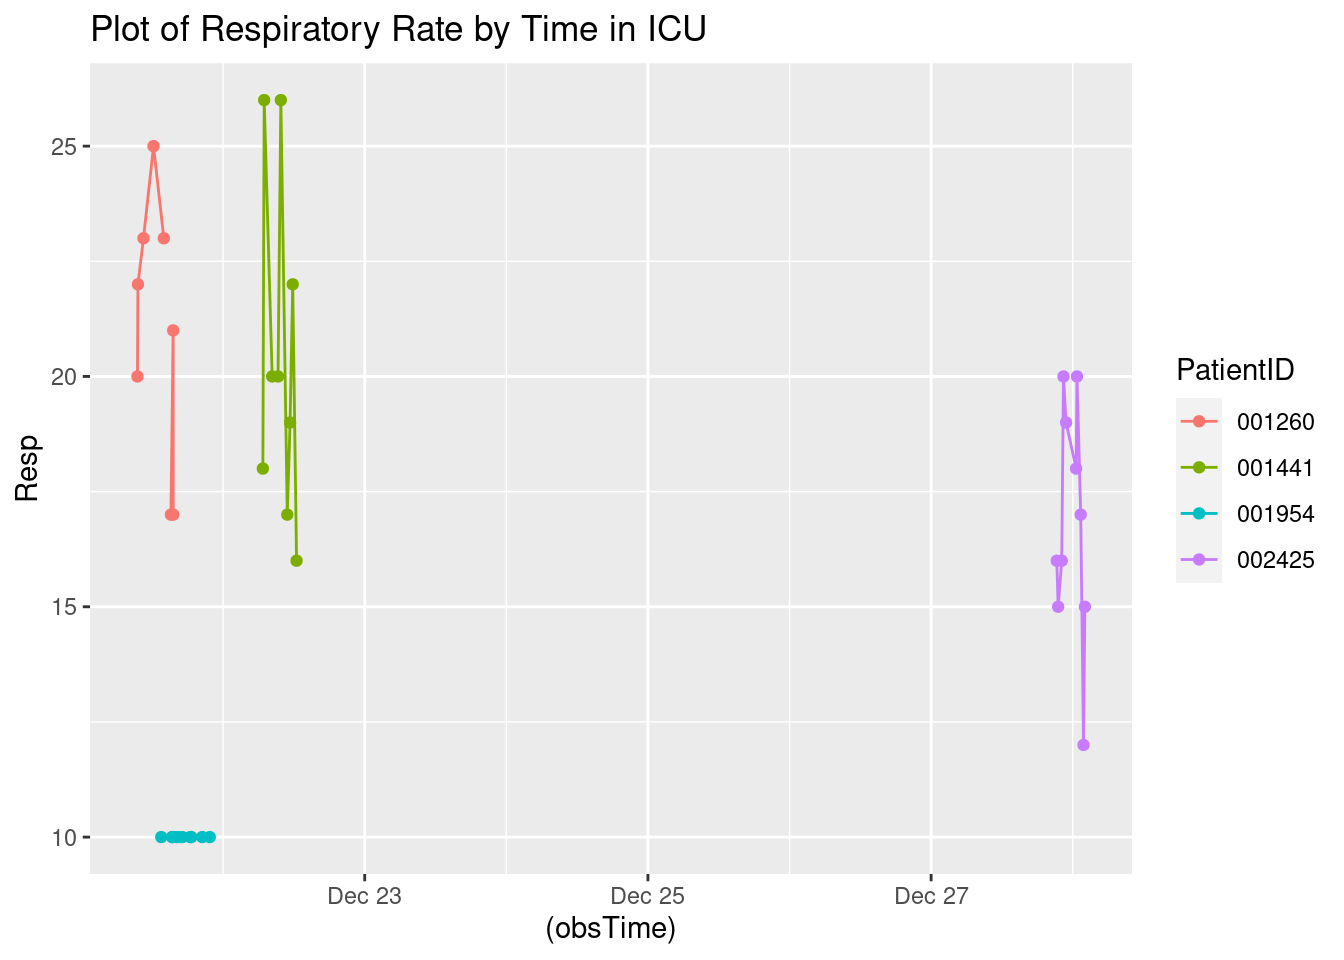 Plot of Respiratory Rate by Time in ICU
25
20
15
10
Resp
Dec 23
Dec 25
Dec 27
(obsTime)
PatientID
001260
001441
001954
002425